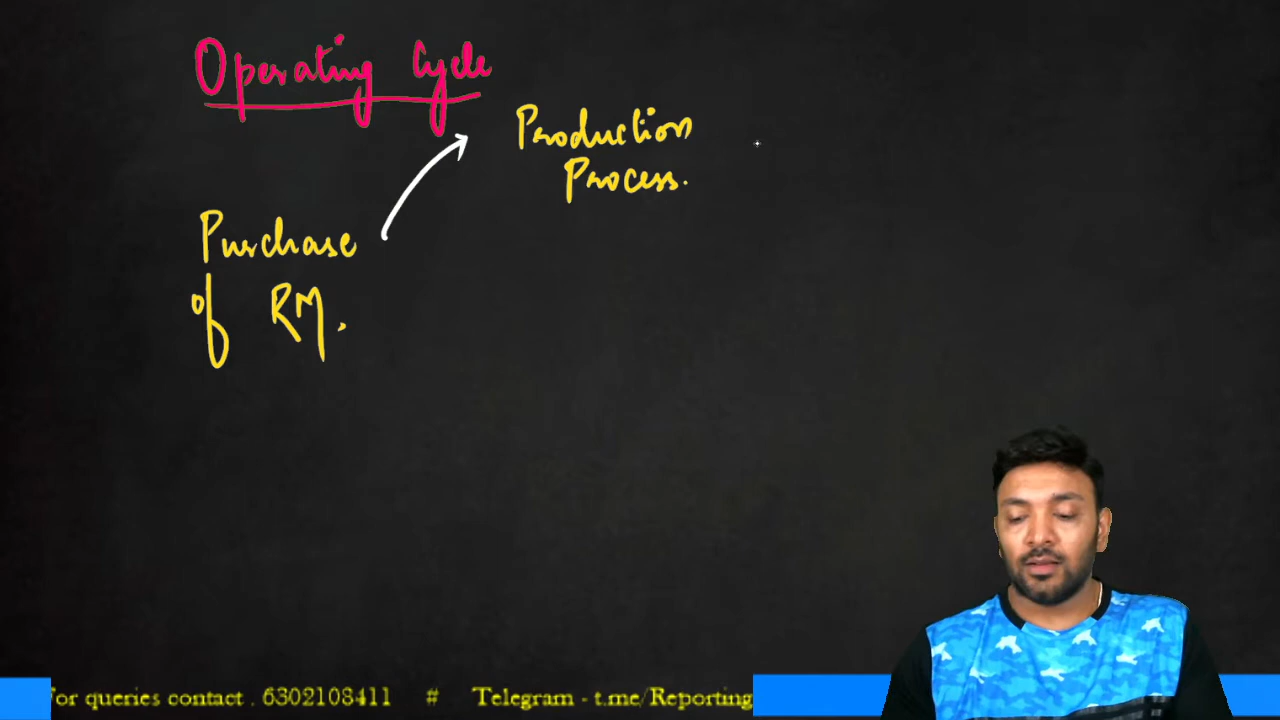 Operating Cycle
Production
Process.
Purchase
of RM.
For queries contact . 6302108411 # Telegram - t.me/Reporting